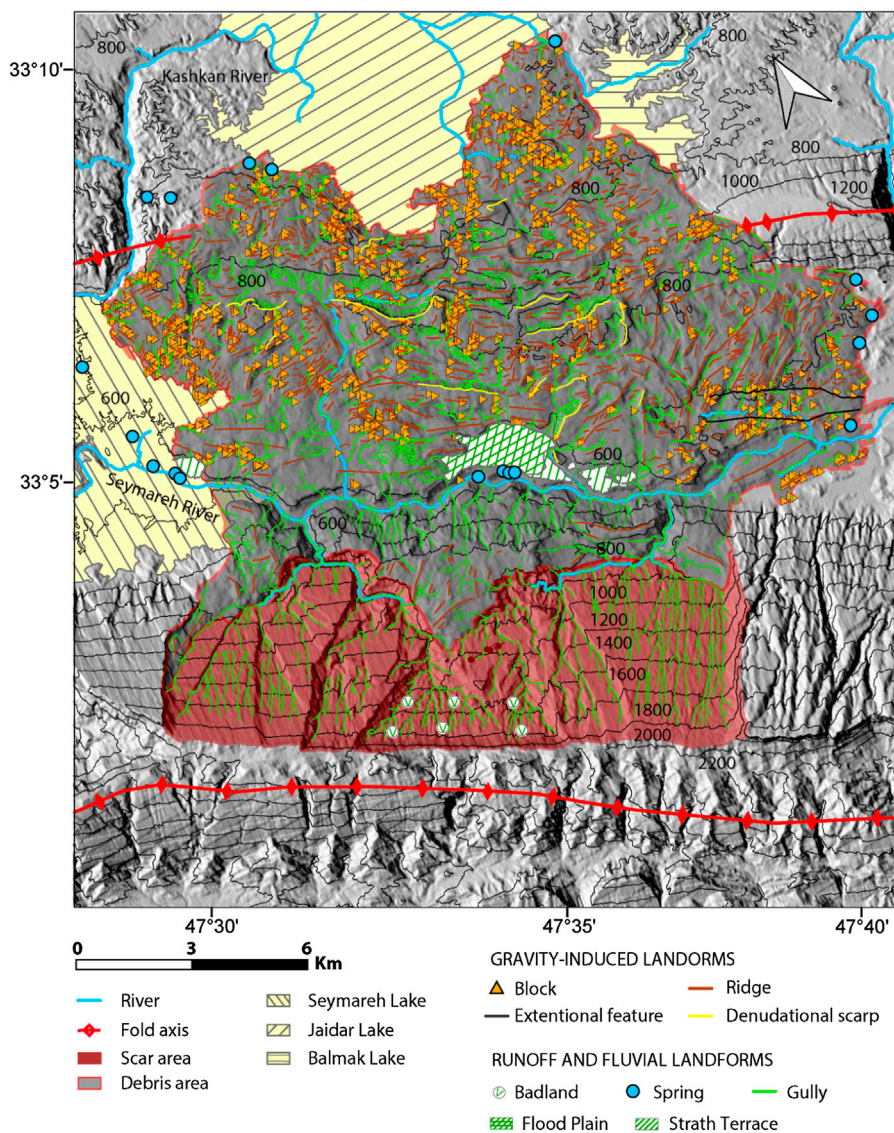 800
800
33°10'
Kashkan River
800
1000
1200
800
800
800
600
600
33°5'
Seymareh River
600
800
1000
1200
1400
1600
1800
2000
2200
47°30'
47°35'
47°40'
0 3 6
Km
GRAVITY-INDUCED LANDORMS
Block Ridge
Extentional feature Denudational scarp
River Seymareh Lake
Fold axis Jaidar Lake
Scar area Balmak Lake
Debris area
RUNOFF AND FLUVIAL LANDFORMS
Badland Spring Gully
Flood Plain Strath Terrace